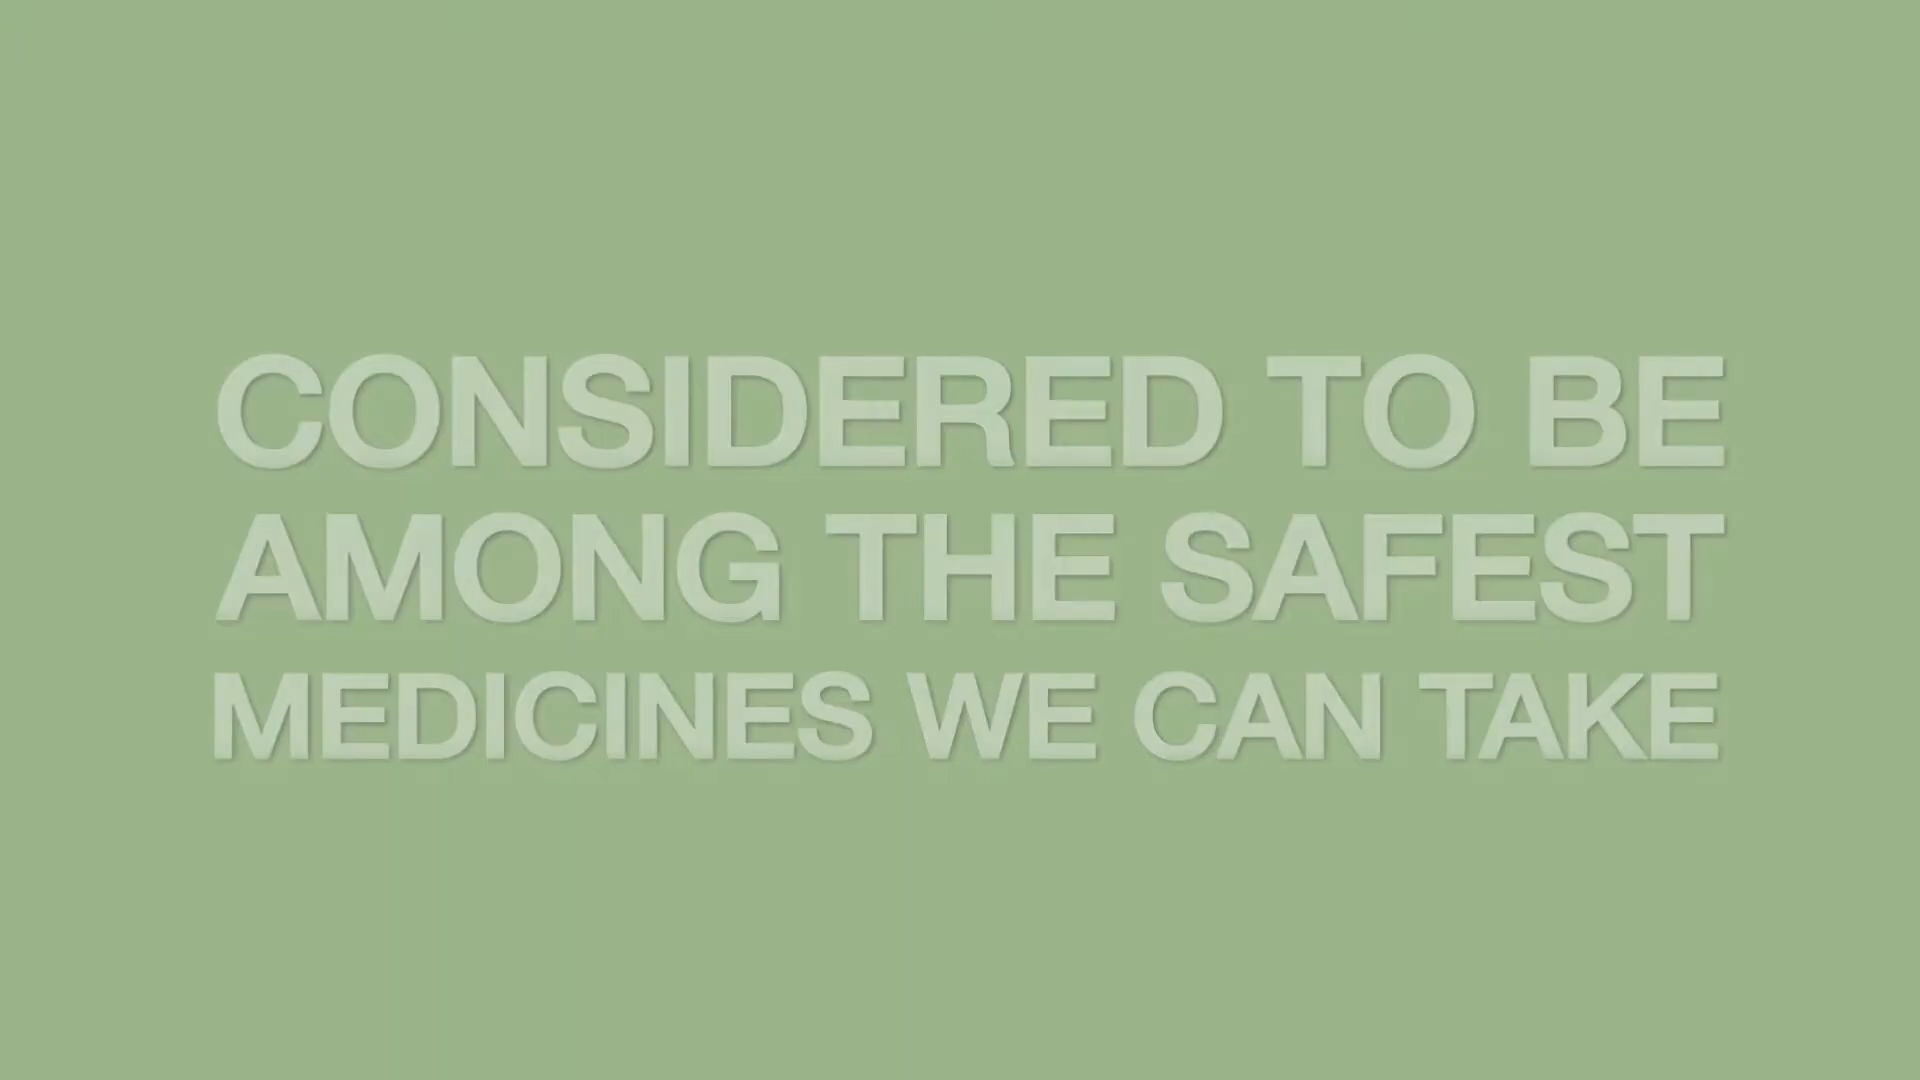 CONSIDERED TO BE
AMONG THE SAFEST
MEDICINES WE CAN TAKE